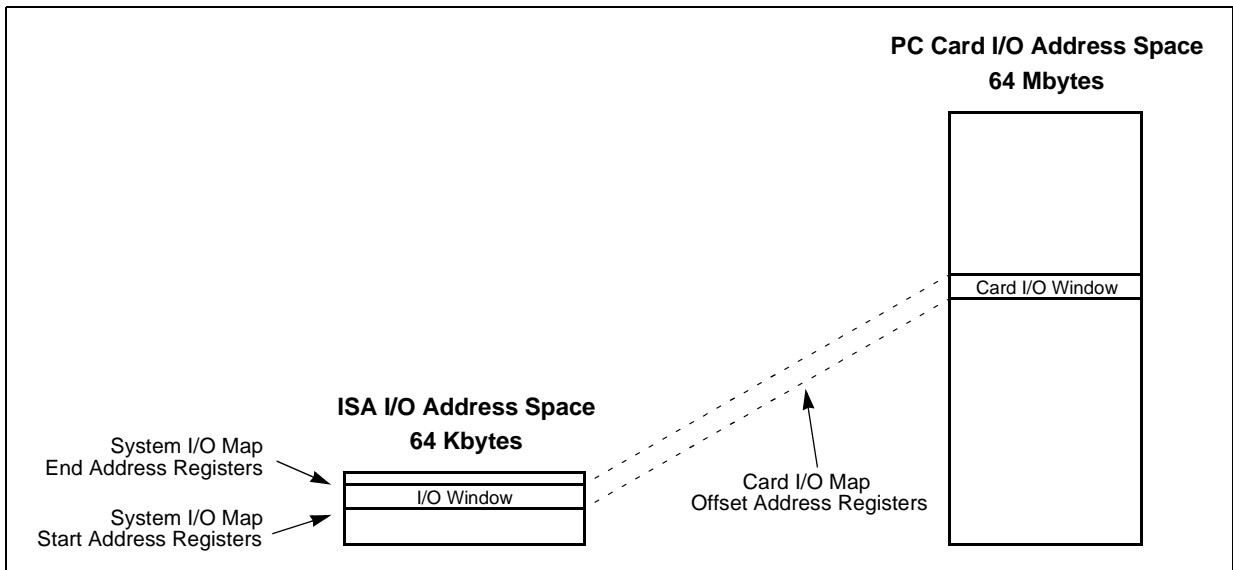 PC Card I/O Address Space
64 Mbytes
Card I/O Window
ISA I/O Address Space
64 Kbytes
System I/O Map
End Address Registers
I/O Window
System I/O Map
Start Address Registers
Card I/O Map
Offset Address Registers